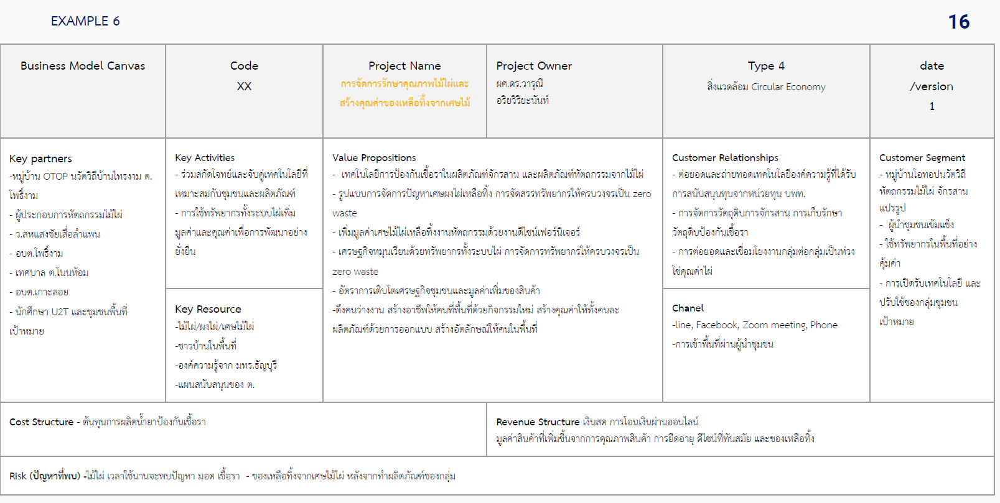 EXAMPLE 6
16
Business Model Canvas
Code
XX
Project Name
การจัดการรักษาคุณภาพไม้ไผ่และ
สร้างคุณค่าของเหลือทิ้งจากเศษไม้
Project Owner
ผศ.ดร.วารุณี
อริยวิริยะนันท์
Type 4
สิ่งแวดล้อม Circular Economy
date
/version
1
Key partners
-หมู่บ้าน OTOP นวัตวิถีบ้านไทรงาม ต.
โพธิ์งาม
- ผู้ประกอบการหัตถกรรมไม้ไผ่
- ว.สหแสงชัยเสื่อลำแพน
- อบต.โพธิ์งาม
- เทศบาล ต.โนนห้อม
- อบต.เกาะลอย
- นักศึกษา U2T และชุมชนพื้นที่
เป้าหมาย
Key Activities
- ร่วมสกัดโจทย์และจับคู่เทคโนโลยีที่
เหมาะสมกับชุมชนและผลิตภัณฑ์
- การใช้ทรัพยากรทั้งระบบไผ่เพิ่ม
มูลค่าและคุณค่าเพื่อการพัฒนาอย่าง
ยั่งยืน
Key Resource
-ไม้ไผ่/ผงไผ่/เศษไม้ไผ่
-ชาวบ้านในพื้นที่
-องค์ความรู้จาก มทร.ธัญบุรี
-แผนสนับสนุนของ ต.
Value Propositions
- เทคโนโลยีการป้องกันเชื้อราในผลิตภัณฑ์จักรสาน และผลิตภัณฑ์หัตถกรรมจากไม้ไผ่
- รูปแบบการจัดการปัญหาเศษผงไผ่เหลือทิ้ง การจัดสรรทรัพยากรให้ครบวงจรเป็น zero
waste
- เพิ่มมูลค่าเศษไม้ไผ่เหลือทิ้งงานหัตถกรรมด้วยงานดีไซน์เฟอร์นิเจอร์
- เศรษฐกิจหมุนเวียนด้วยทรัพยากรทั้งระบบไผ่ การจัดการทรัพยากรให้ครบวงจรเป็น
zero waste
- อัตราการเติบโตเศรษฐกิจชุมชนและมูลค่าเพิ่มของสินค้า
-ดึงคนว่างงาน สร้างอาชีพให้คนที่พื้นที่ด้วยกิจกรรมใหม่ สร้างคุณค่าให้ทั้งคนละ
ผลิตภัณฑ์ด้วยการออกแบบ สร้างอัตลักษณ์ให้คนในพื้นที่
Customer Relationships
- ต่อยอดและถ่ายทอดเทคโนโลยีองค์ความรู้ที่ได้รับ
การสนับสนุนทุนจากหน่วยทุน บพท.
- การจัดการวัตถุดิบการจักรสาน การเก็บรักษา
วัตถุดิบป้องกันเชื้อรา
- การต่อยอดและเชื่อมโยงงานกลุ่มต่อกลุ่มเป็นห่วง
โซ่คุณค่าไผ่
Chanel
-line, Facebook, Zoom meeting, Phone
-การเข้าพื้นที่ผ่านผู้นำชุมชน
Customer Segment
- หมู่บ้านโอทอปนวัตวิถี
หัตถกรรมไม้ไผ่ จักรสาน
แปรรูป
- ผู้นำชุมชนเข้มแข็ง
- ใช้ทรัพยากรในพื้นที่อย่าง
คุ้มค่า
- การเปิดรับเทคโนโลยี และ
ปรับใช้ของกลุ่มชุมชน
เป้าหมาย
Cost Structure - ต้นทุนการผลิตน้ำยาป้องกันเชื้อรา
Revenue Structure เงินสด การโอนเงินผ่านออนไลน์
มูลค่าสินค้าที่เพิ่มขึ้นจากการคุณภาพสินค้า การยืดอายุ ดีไซน์ที่ทันสมัย และของเหลือทิ้ง
Risk (ปัญหาที่พบ) -ไม้ไผ่ เวลาใช้นานจะพบปัญหา มอด เชื้อรา - ของเหลือทิ้งจากเศษไม้ไผ่ หลังจากทำผลิตภัณฑ์ของกลุ่ม